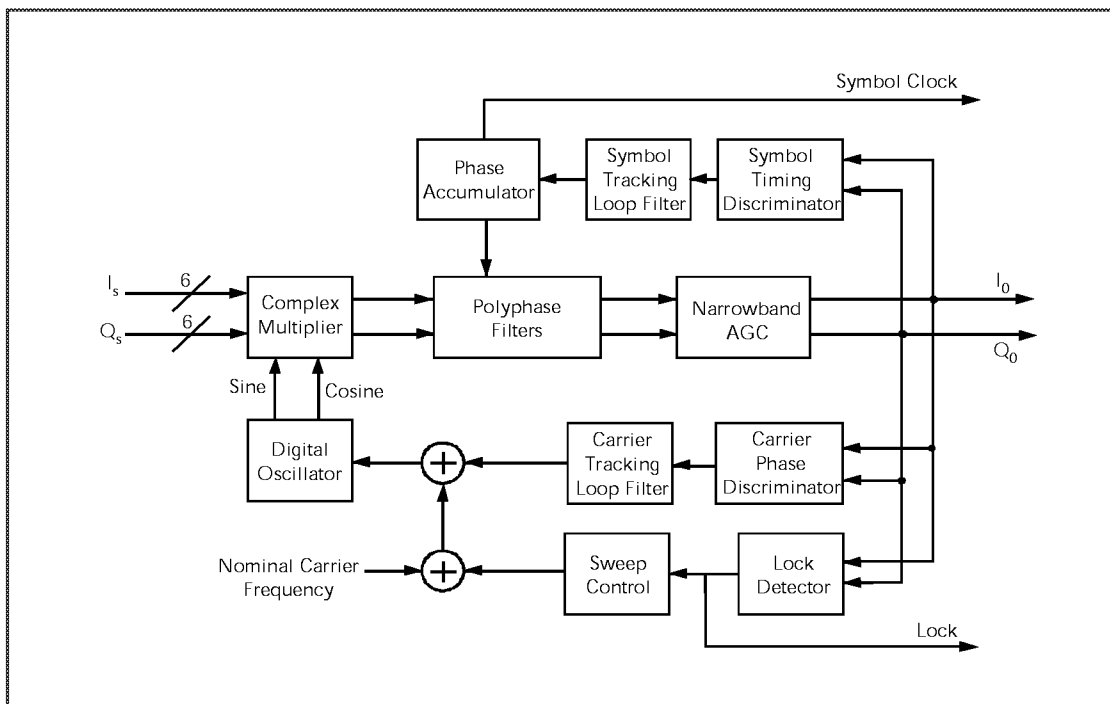 Symbol Clock
Phase
Accumulator
Symbol
Tracking
Loop Filter
Symbol
Timing
Discriminator
Is
6
Qs
6
Complex
Multiplier
Polyphase
Filters
Narrowband
AGC
I0
Q0
Sine
Cosine
Digital
Oscillator
+
Carrier
Tracking
Loop Filter
Carrier
Phase
Discriminator
Nominal Carrier
Frequency
+
Sweep
Control
Lock
Detector
Lock